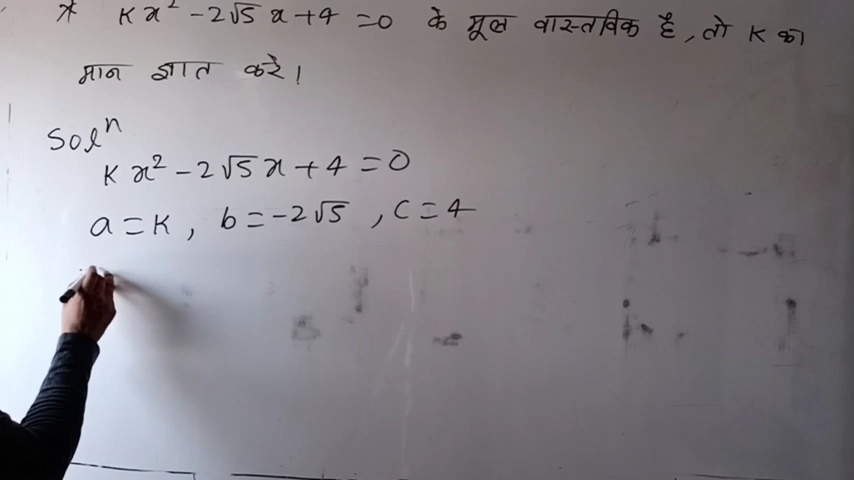 * Kx² - 2√5 x + 4 = 0 के मूल वास्तविक है, तो K का
मान ज्ञात करे।
Solⁿ
Kx² - 2√5 x + 4 = 0
a = K, b = -2√5, c = 4